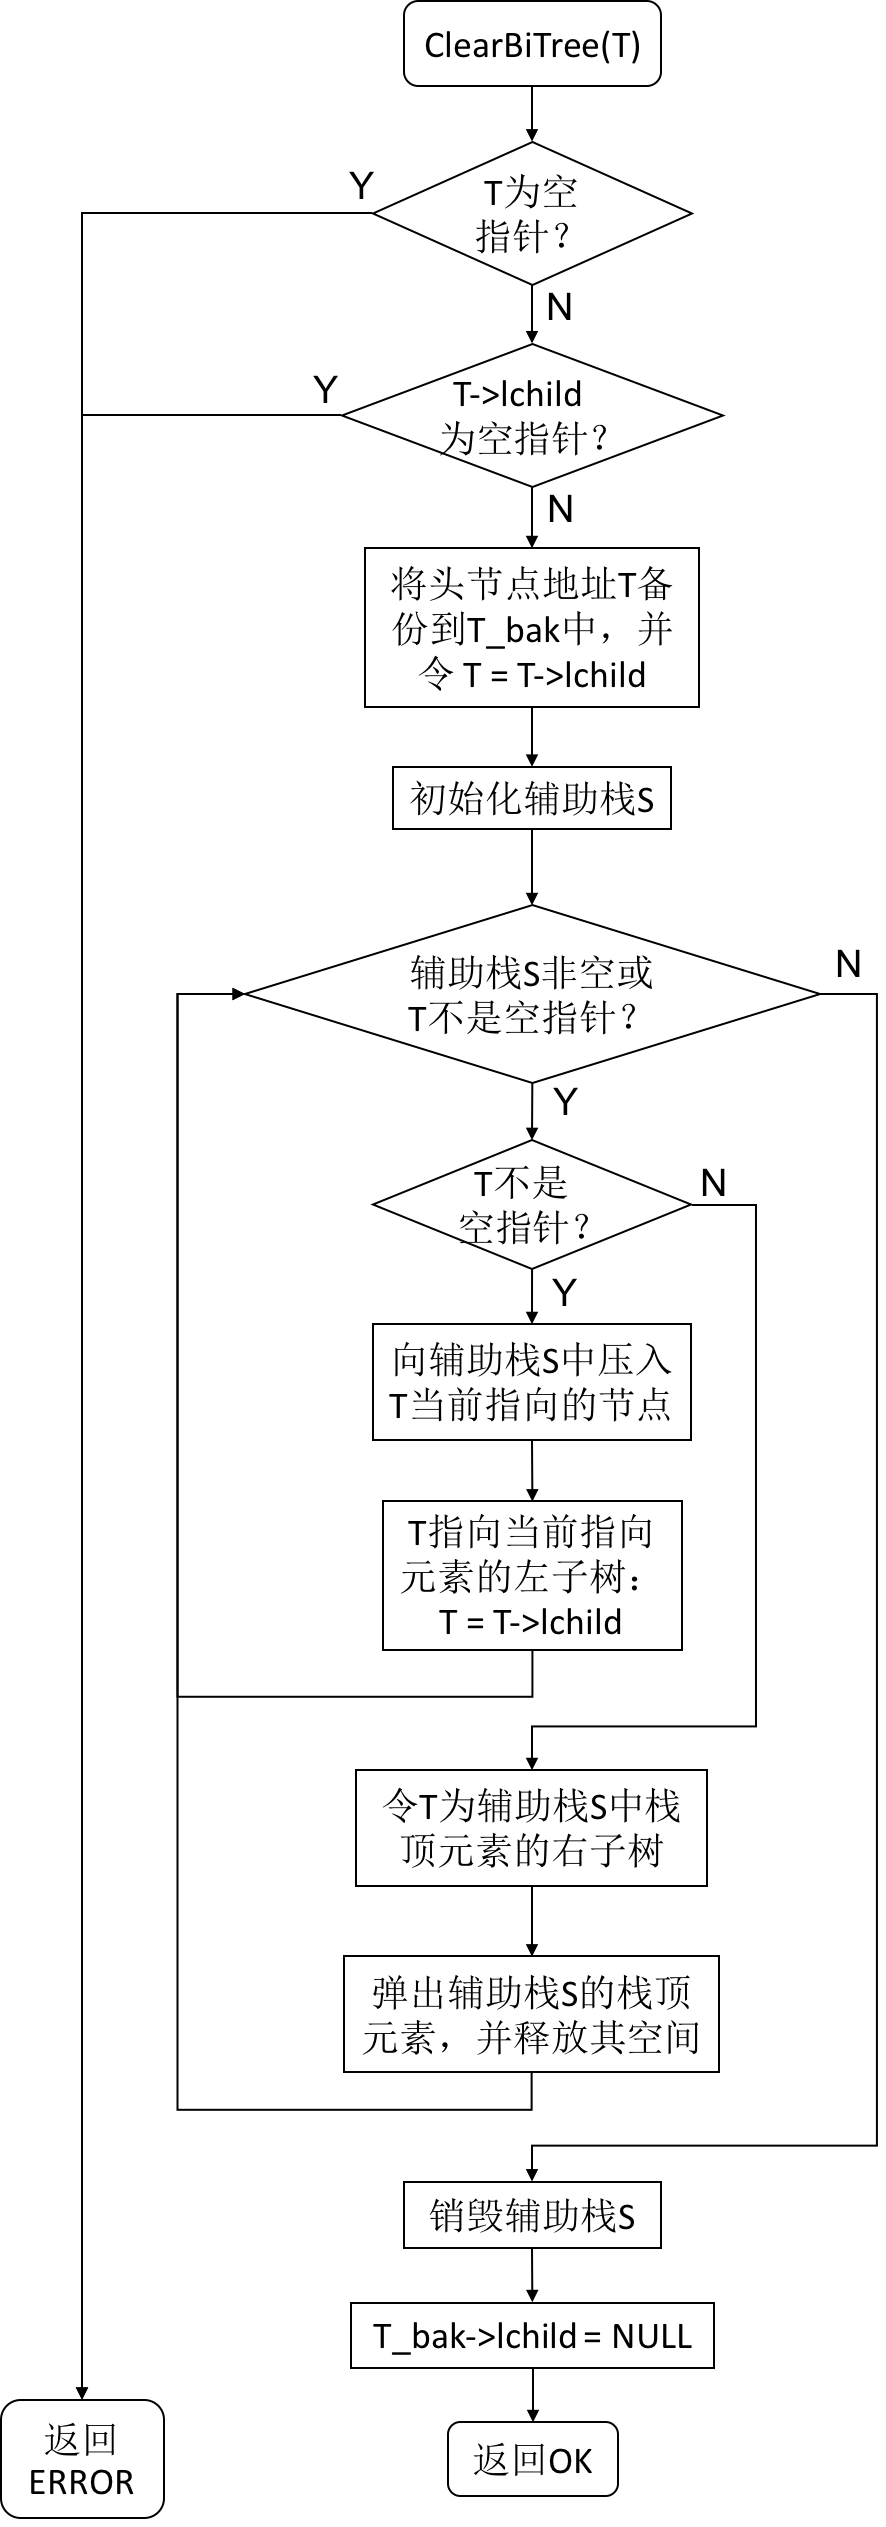 ClearBiTree(T)
Y
T为空
指针？
N
Y
T->lchild
为空指针？
N
将头节点地址T备
份到T_bak中，并
令 T = T->lchild
初始化辅助栈S
辅助栈S非空或
T不是空指针？
N
Y
T不是
空指针？
N
Y
向辅助栈S中压入
T当前指向的节点
T指向当前指向
元素的左子树：
T = T->lchild
令T为辅助栈S中栈
顶元素的右子树
弹出辅助栈S的栈顶
元素，并释放其空间
销毁辅助栈S
T_bak->lchild = NULL
返回
ERROR
返回OK